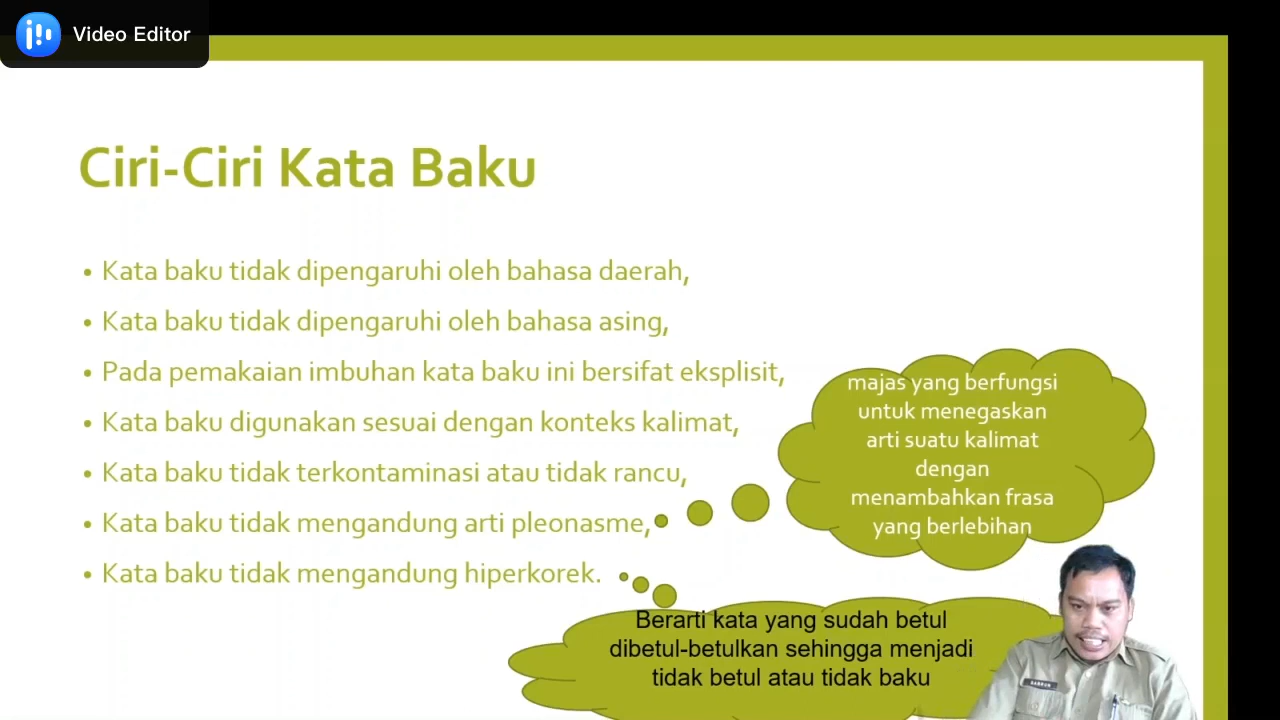 Video Editor
Ciri-Ciri Kata Baku
• Kata baku tidak dipengaruhi oleh bahasa daerah,
• Kata baku tidak dipengaruhi oleh bahasa asing,
• Pada pemakaian imbuhan kata baku ini bersifat eksplisit,
• Kata baku digunakan sesuai dengan konteks kalimat,
• Kata baku tidak terkontaminasi atau tidak rancu,
• Kata baku tidak mengandung arti pleonasme,
• Kata baku tidak mengandung hiperkorek.
majas yang berfungsi
untuk menegaskan
arti suatu kalimat
dengan
menambahkan frasa
yang berlebihan
Berarti kata yang sudah betul
dibetul-betulkan sehingga menjadi
tidak betul atau tidak baku